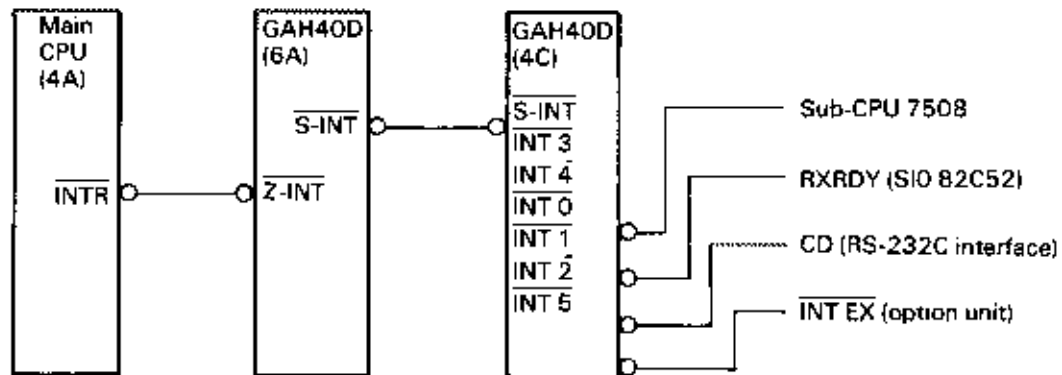 Main
CPU
(4A)
INTR
GAH40D
(6A)
S-INT
Z-INT
GAH40D
(4C)
S-INT
INT 3
INT 4
INT 0
INT 1
INT 2
INT 5
Sub-CPU 7508
RXRDY (SIO 82C52)
CD (RS-232C interface)
INT EX (option unit)